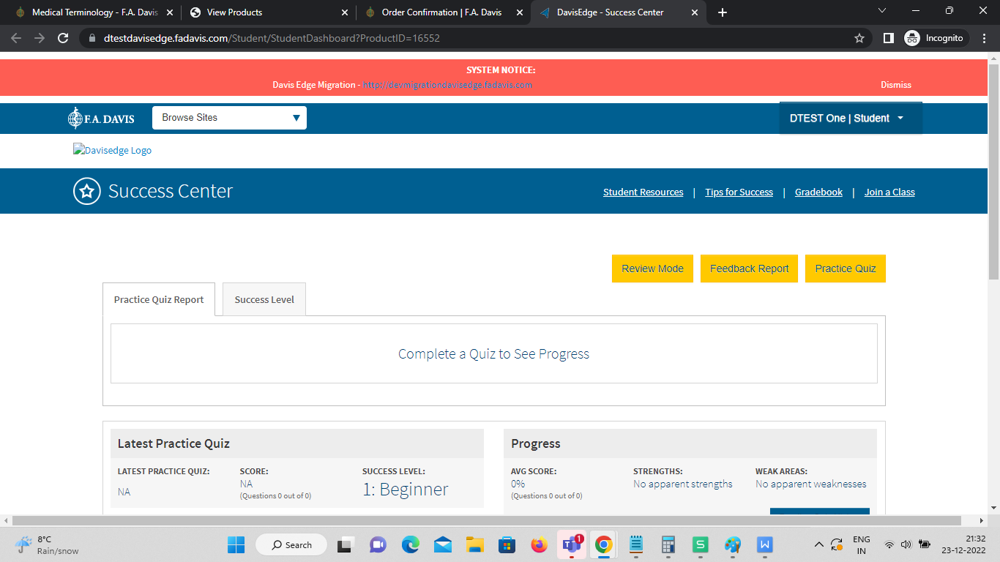 Medical Terminology - F.A. Davis
View Products
Order Confirmation | F.A. Davis
DavisEdge - Success Center
dtestdavisedge.fadavis.com/Student/StudentDashboard?ProductID=16552
Incognito
SYSTEM NOTICE:
Davis Edge Migration - http://devmigrationdavisedge.fadavis.com
Dismiss
F.A. DAVIS
Browse Sites
DTEST One | Student
Davisedge Logo
Success Center
Student Resources | Tips for Success | Gradebook | Join a Class
Review Mode
Feedback Report
Practice Quiz
Practice Quiz Report
Success Level
Complete a Quiz to See Progress
Latest Practice Quiz
LATEST PRACTICE QUIZ:
NA
SCORE:
NA
(Questions 0 out of 0)
SUCCESS LEVEL:
1: Beginner
Progress
AVG SCORE:
0%
(Questions 0 out of 0)
STRENGTHS:
No apparent strengths
WEAK AREAS:
No apparent weaknesses
8°C
Rain/snow
Search
1
S
W
ENG
IN
21:32
23-12-2022